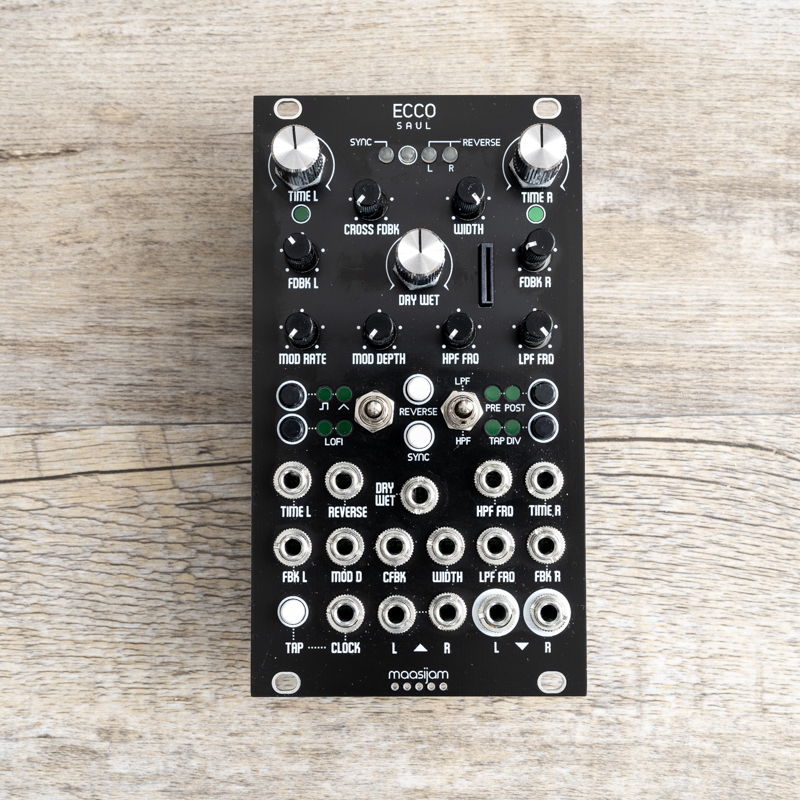 ECCO
SAUL
SYNC
REVERSE
L R
TIME L
TIME R
CROSS FDBK
WIDTH
FDBK L
FDBK R
DRY WET
MOD RATE
MOD DEPTH
HPF FRQ
LPF FRQ
LPF
REVERSE
PRE POST
LOFI
HPF
TAP DIV
SYNC
DRY
WET
TIME L
REVERSE
HPF FRQ
TIME R
FBK L
MOD D
CFBK
WIDTH
LPF FRQ
FBK R
TAP
CLOCK
L
R
L
R
maasijam